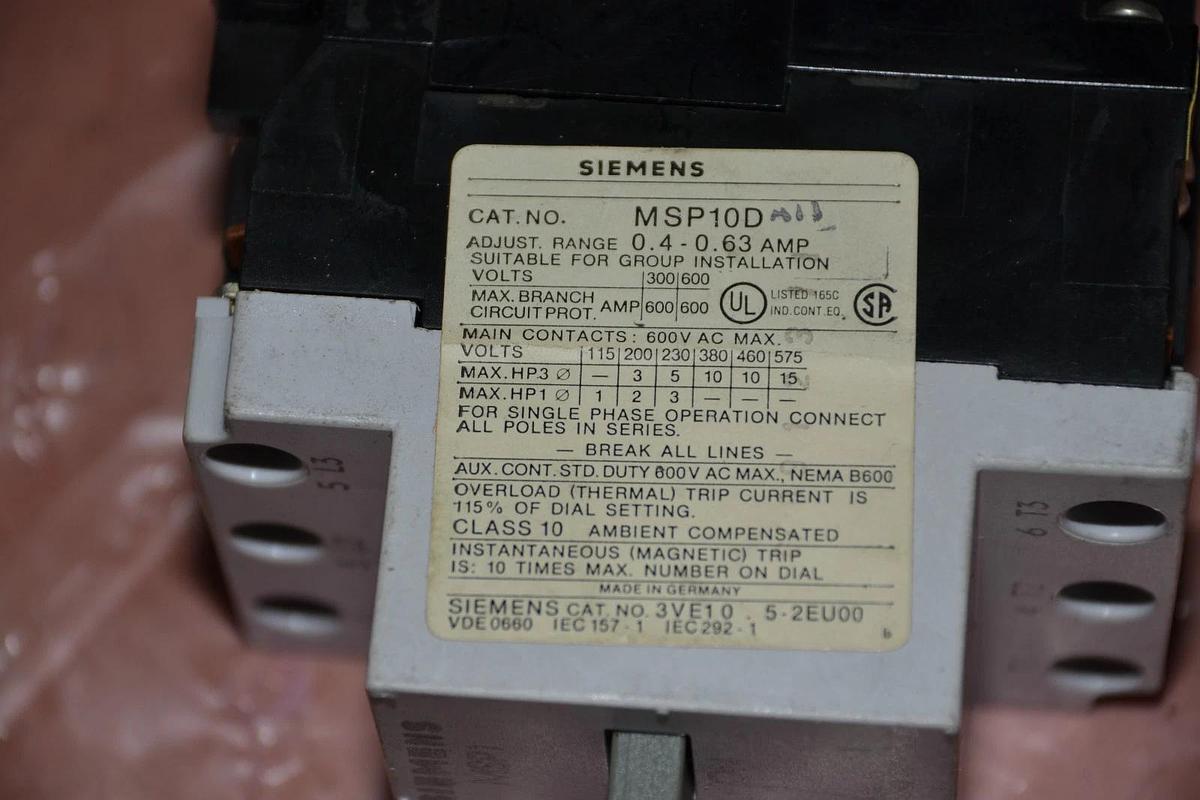 SIEMENS
CAT. NO. MSP10D
ADJUST. RANGE 0.4 - 0.63 AMP
SUITABLE FOR GROUP INSTALLATION
VOLTS 300 600
MAX. BRANCH
CIRCUIT PROT. AMP 600 600
UL LISTED 165C
IND. CONT. EQ.
SA
MAIN CONTACTS: 600V AC MAX.
VOLTS 115 200 230 380 460 575
MAX. HP3 Ø — 3 5 10 10 15
MAX. HP1 Ø 1 2 3 — — —
FOR SINGLE PHASE OPERATION CONNECT
ALL POLES IN SERIES.
— BREAK ALL LINES —
AUX. CONT. STD. DUTY 600V AC MAX., NEMA B600
OVERLOAD (THERMAL) TRIP CURRENT IS
115% OF DIAL SETTING.
CLASS 10 AMBIENT COMPENSATED
INSTANTANEOUS (MAGNETIC) TRIP
IS: 10 TIMES MAX. NUMBER ON DIAL
MADE IN GERMANY
SIEMENS CAT. NO. 3VE10 . 5-2EU00
VDE 0660 IEC 157-1 IEC 292-1
b
5 L3
6 T3
SIEMENS